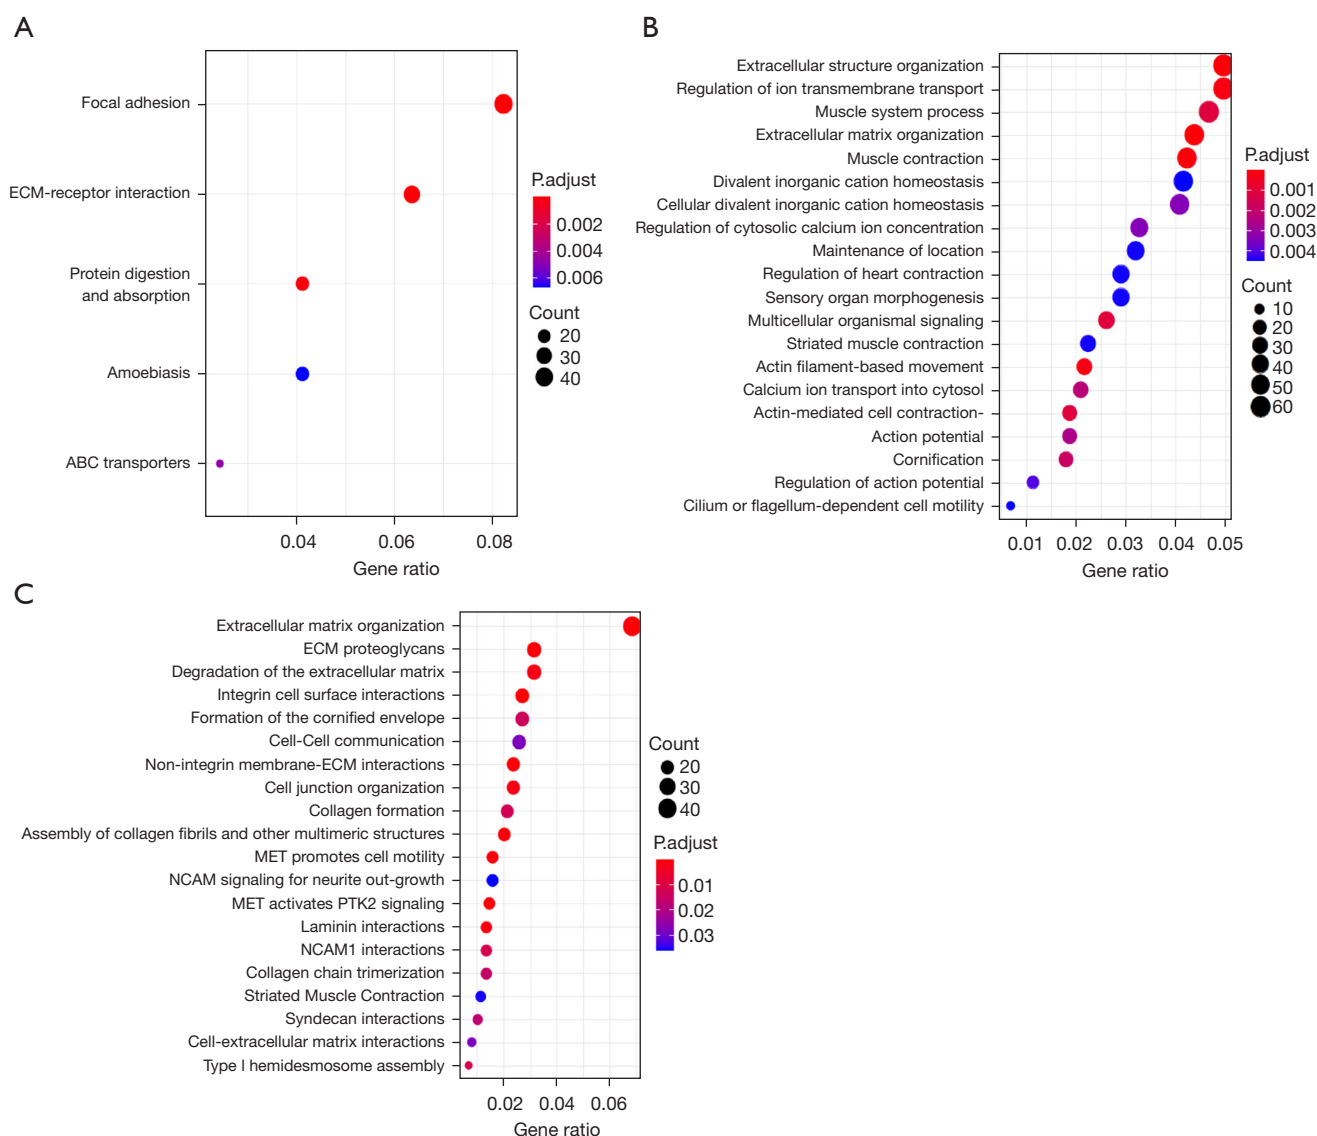 A
Focal adhesion
ECM-receptor interaction
Protein digestion
and absorption
Amoebiasis
ABC transporters
0.04 0.06 0.08
Gene ratio
P.adjust
0.002
0.004
0.006
Count
20
30
40
B
Extracellular structure organization
Regulation of ion transmembrane transport
Muscle system process
Extracellular matrix organization
Muscle contraction
Divalent inorganic cation homeostasis
Cellular divalent inorganic cation homeostasis
Regulation of cytosolic calcium ion concentration
Maintenance of location
Regulation of heart contraction
Sensory organ morphogenesis
Multicellular organismal signaling
Striated muscle contraction
Actin filament-based movement
Calcium ion transport into cytosol
Actin-mediated cell contraction-
Action potential
Cornification
Regulation of action potential
Cilium or flagellum-dependent cell motility
0.01 0.02 0.03 0.04 0.05
Gene ratio
P.adjust
0.001
0.002
0.003
0.004
Count
10
20
30
40
50
60
C
Extracellular matrix organization
ECM proteoglycans
Degradation of the extracellular matrix
Integrin cell surface interactions
Formation of the cornified envelope
Cell-Cell communication
Non-integrin membrane-ECM interactions
Cell junction organization
Collagen formation
Assembly of collagen fibrils and other multimeric structures
MET promotes cell motility
NCAM signaling for neurite out-growth
MET activates PTK2 signaling
Laminin interactions
NCAM1 interactions
Collagen chain trimerization
Striated Muscle Contraction
Syndecan interactions
Cell-extracellular matrix interactions
Type I hemidesmosome assembly
0.02 0.04 0.06
Gene ratio
Count
20
30
40
P.adjust
0.01
0.02
0.03